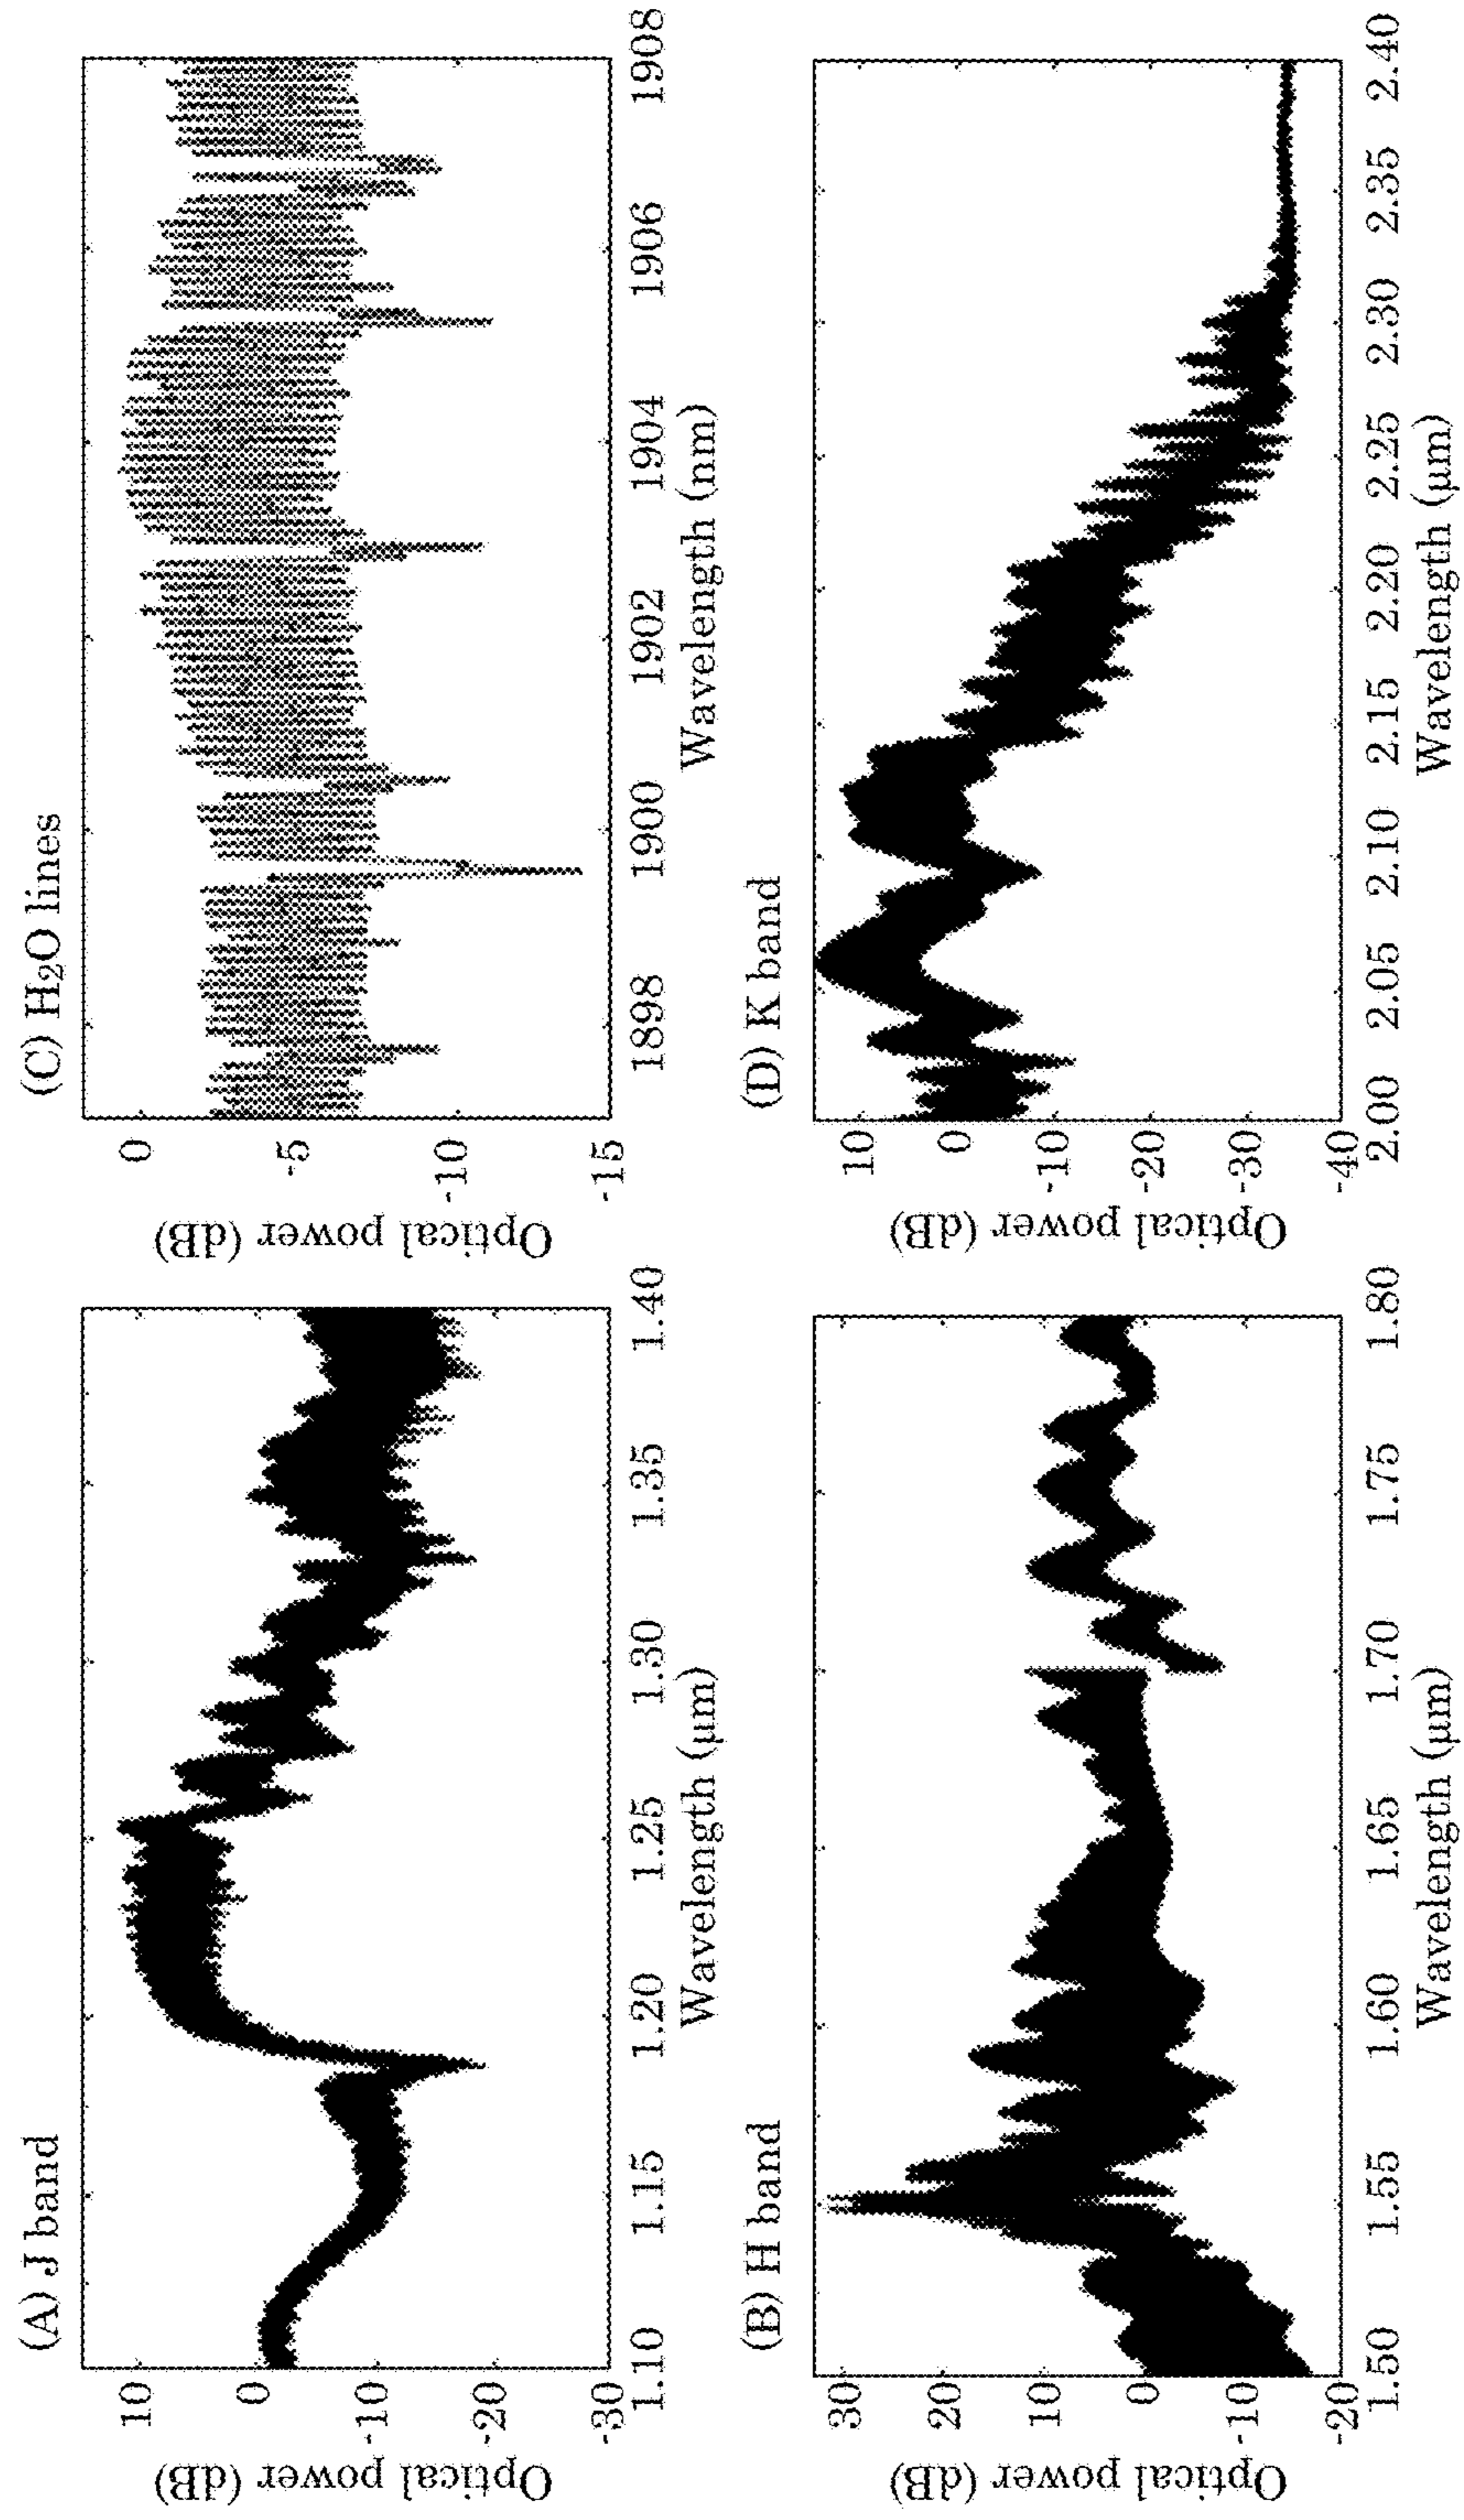 (A) J band
Optical power (dB)
10
0
-10
-20
-30
1.10 1.15 1.20 1.25 1.30 1.35 1.40
Wavelength (μm)
(C) H₂O lines
Optical power (dB)
0
-5
-10
-15
1898 1900 1902 1904 1906 1908
Wavelength (nm)
(B) H band
Optical power (dB)
30
20
10
0
-10
-20
1.50 1.55 1.60 1.65 1.70 1.75 1.80
Wavelength (μm)
(D) K band
Optical power (dB)
10
0
-10
-20
-30
-40
2.00 2.05 2.10 2.15 2.20 2.25 2.30 2.35 2.40
Wavelength (μm)